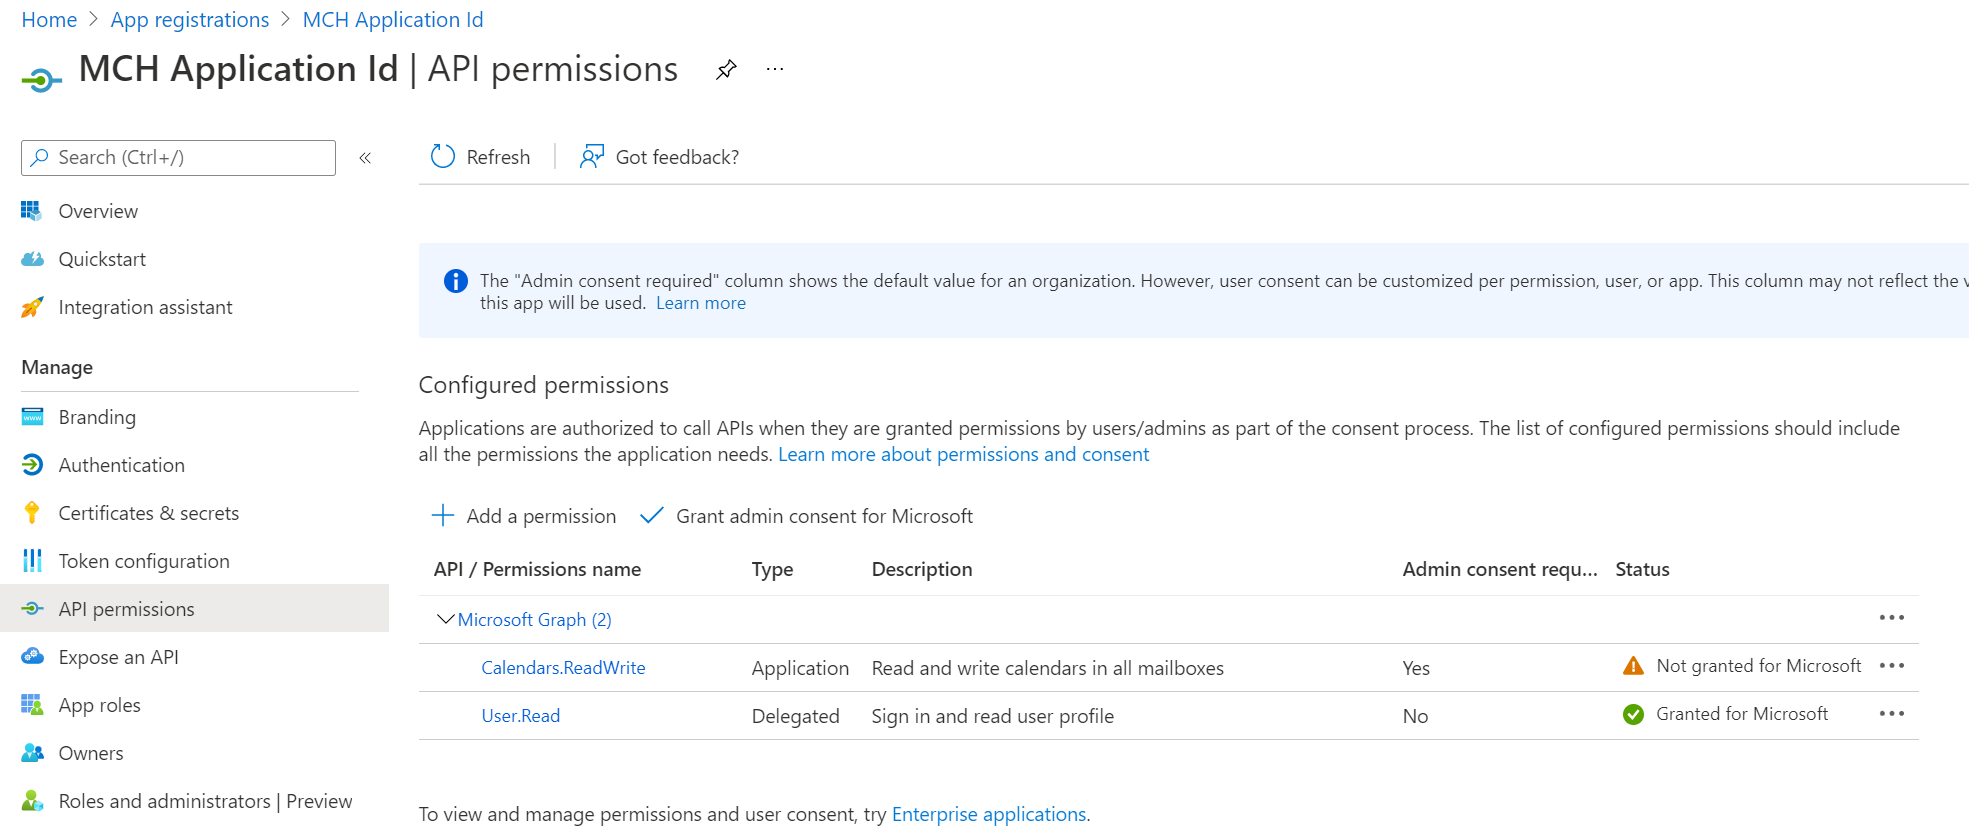 Home > App registrations > MCH Application Id
MCH Application Id | API permissions
Search (Ctrl+/)
«
Refresh
Got feedback?
Overview
Quickstart
Integration assistant
The "Admin consent required" column shows the default value for an organization. However, user consent can be customized per permission, user, or app. This column may not reflect the
this app will be used. Learn more
Manage
Branding
Authentication
Certificates & secrets
Token configuration
API permissions
Expose an API
App roles
Owners
Roles and administrators | Preview
Configured permissions
Applications are authorized to call APIs when they are granted permissions by users/admins as part of the consent process. The list of configured permissions should include
all the permissions the application needs. Learn more about permissions and consent
Add a permission
Grant admin consent for Microsoft
API / Permissions name Type Description Admin consent requ... Status
Microsoft Graph (2)
Calendars.ReadWrite Application Read and write calendars in all mailboxes Yes Not granted for Microsoft
User.Read Delegated Sign in and read user profile No Granted for Microsoft
To view and manage permissions and user consent, try Enterprise applications.